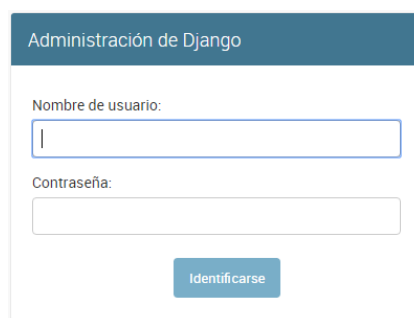 Administración de Django
Nombre de usuario:
Contraseña:
Identificarse